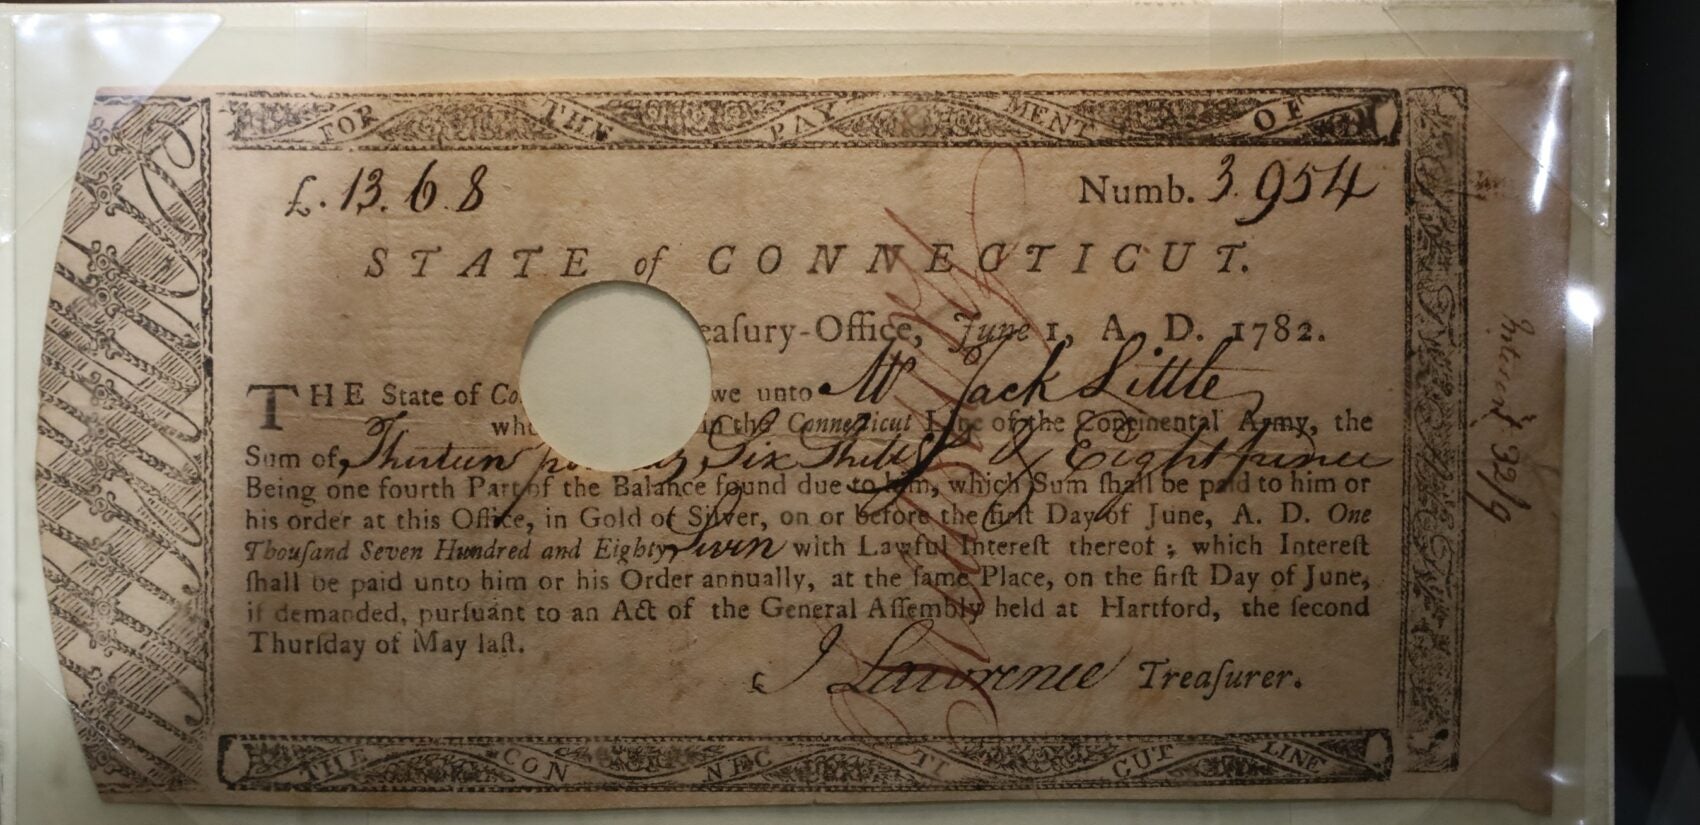 FOR THE PAY MENT OF
£. 13. 6. 8 Numb. 3.954
STATE of CONNECTICUT.
eaſury-Office, June 1, A. D. 1782.
THE State of Co we unto Mr Jack Little
who in the Connecticut Line of the Continental Army, the
Sum of, Thirteen pounds, Six Shills & Eight pence
Being one fourth Part of the Balance found due to him, which Sum ſhall be paid to him or
his order at this Office, in Gold or Silver, on or before the firſt Day of June, A. D. One
Thouſand Seven Hundred and Eighty Seven with Lawful Intereſt thereof; which Intereſt
ſhall be paid unto him or his Order annually, at the ſame Place, on the firſt Day of June,
if demanded, purſuant to an Act of the General Aſſembly held at Hartford, the ſecond
Thurſday of May laſt.
J Lawrence Treaſurer.
THE CON NEC TI CUT LINE
Interest 32/9